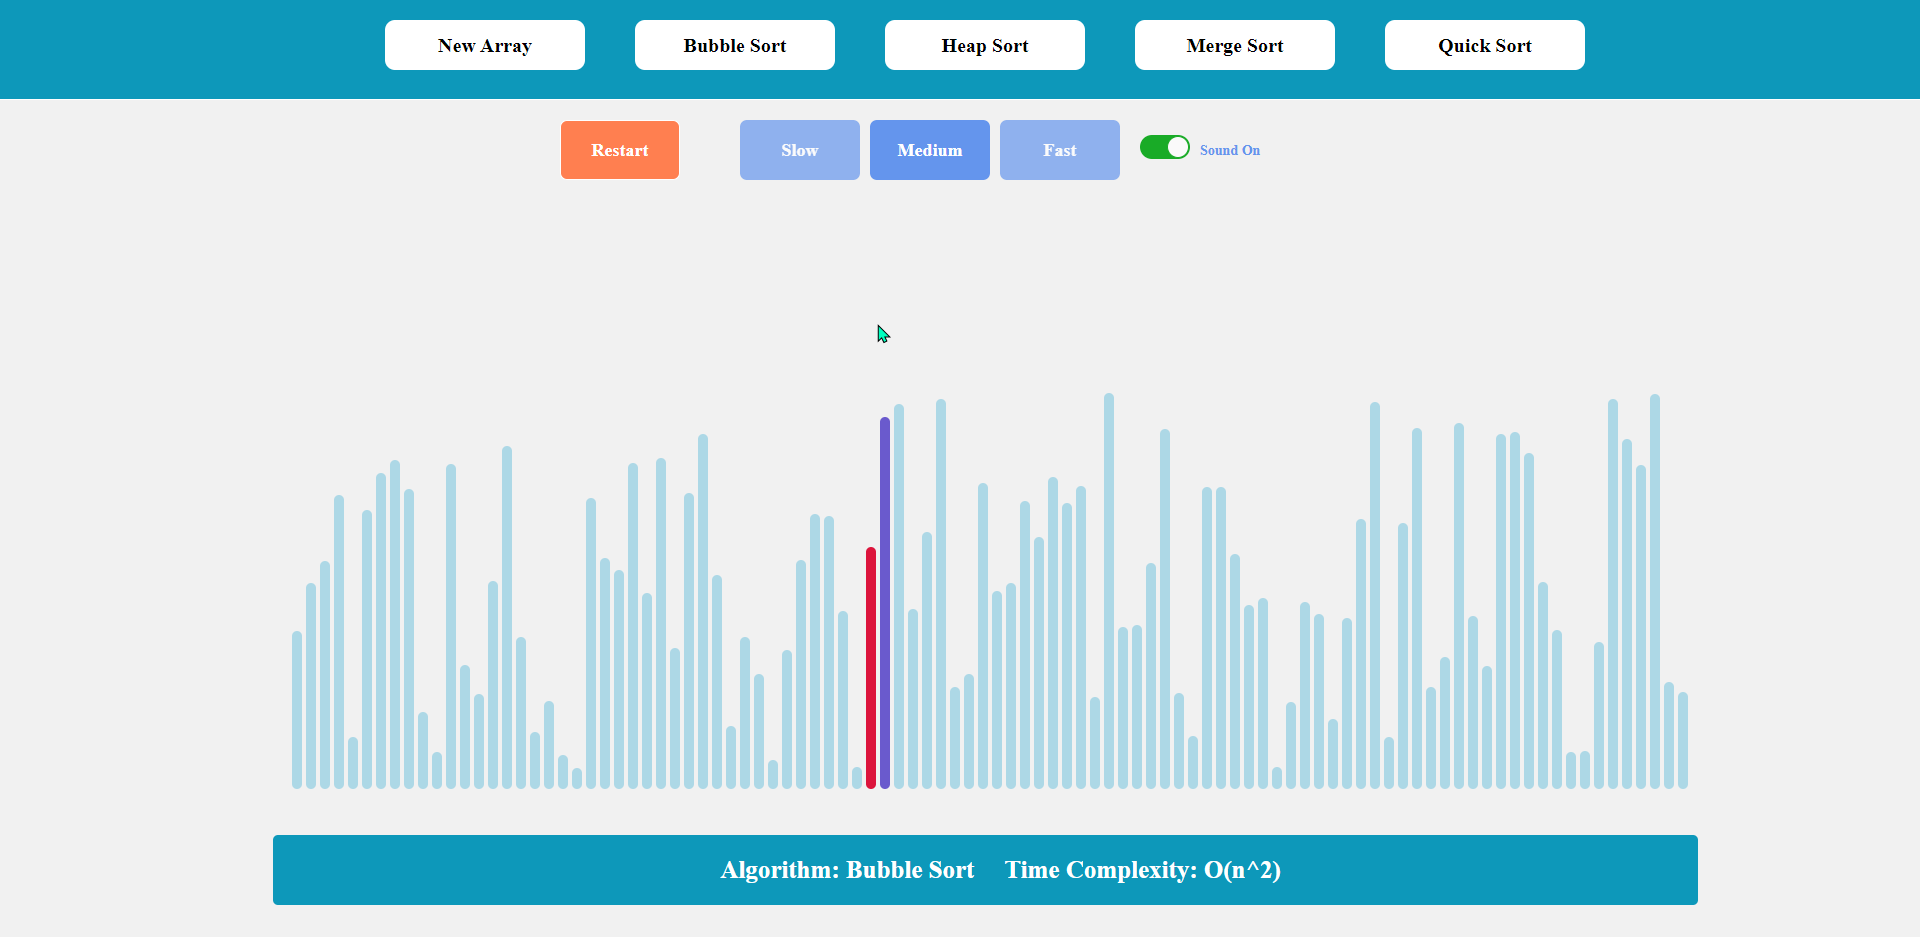 New Array Bubble Sort Heap Sort Merge Sort Quick Sort
Restart Slow Medium Fast Sound On
Algorithm: Bubble Sort Time Complexity: O(n^2)